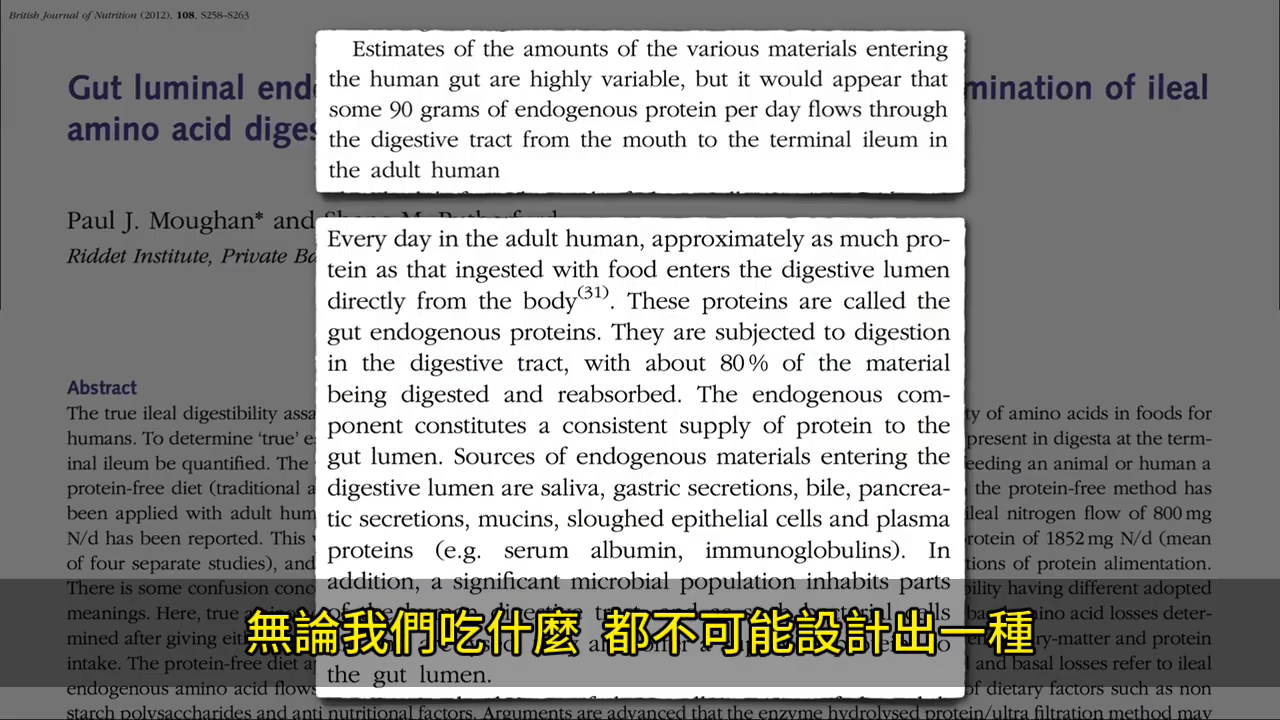 British Journal of Nutrition (2012), 108, S258–S263
Gut luminal end
mination of ileal
amino acid diges
Paul J. Moughan* and
Riddet Institute, Private Ba
Estimates of the amounts of the various materials entering
the human gut are highly variable, but it would appear that
some 90 grams of endogenous protein per day flows through
the digestive tract from the mouth to the terminal ileum in
the adult human
Every day in the adult human, approximately as much pro-
tein as that ingested with food enters the digestive lumen
directly from the body(31). These proteins are called the
gut endogenous proteins. They are subjected to digestion
in the digestive tract, with about 80 % of the material
being digested and reabsorbed. The endogenous com-
ponent constitutes a consistent supply of protein to the
gut lumen. Sources of endogenous materials entering the
digestive lumen are saliva, gastric secretions, bile, pancrea-
tic secretions, mucins, sloughed epithelial cells and plasma
proteins (e.g. serum albumin, immunoglobulins). In
addition, a significant microbial population inhabits parts
the gut lumen.
Abstract
The true ileal digestibility assa
ty of amino acids in foods for
humans. To determine ‘true’ e
present in digesta at the term-
inal ileum be quantified. The
feeding an animal or human a
protein-free diet (traditional a
the protein-free method has
been applied with adult hum
ileal nitrogen flow of 800 mg
N/d has been reported. This
rotein of 1852 mg N/d (mean
of four separate studies), and
tions of protein alimentation.
There is some confusion conc
bility having different adopted
meanings. Here, true
amino acid losses deter-
mined after giving eit
ry-matter and protein
intake. The protein-free diet a
and basal losses refer to ileal
endogenous amino acid flows
of dietary factors such as non
starch polysaccharides and anti nutritional factors. Arguments are advanced that the enzyme hydrolysed protein/ultra filtration method may
無論我們吃什麼 都不可能設計出一種